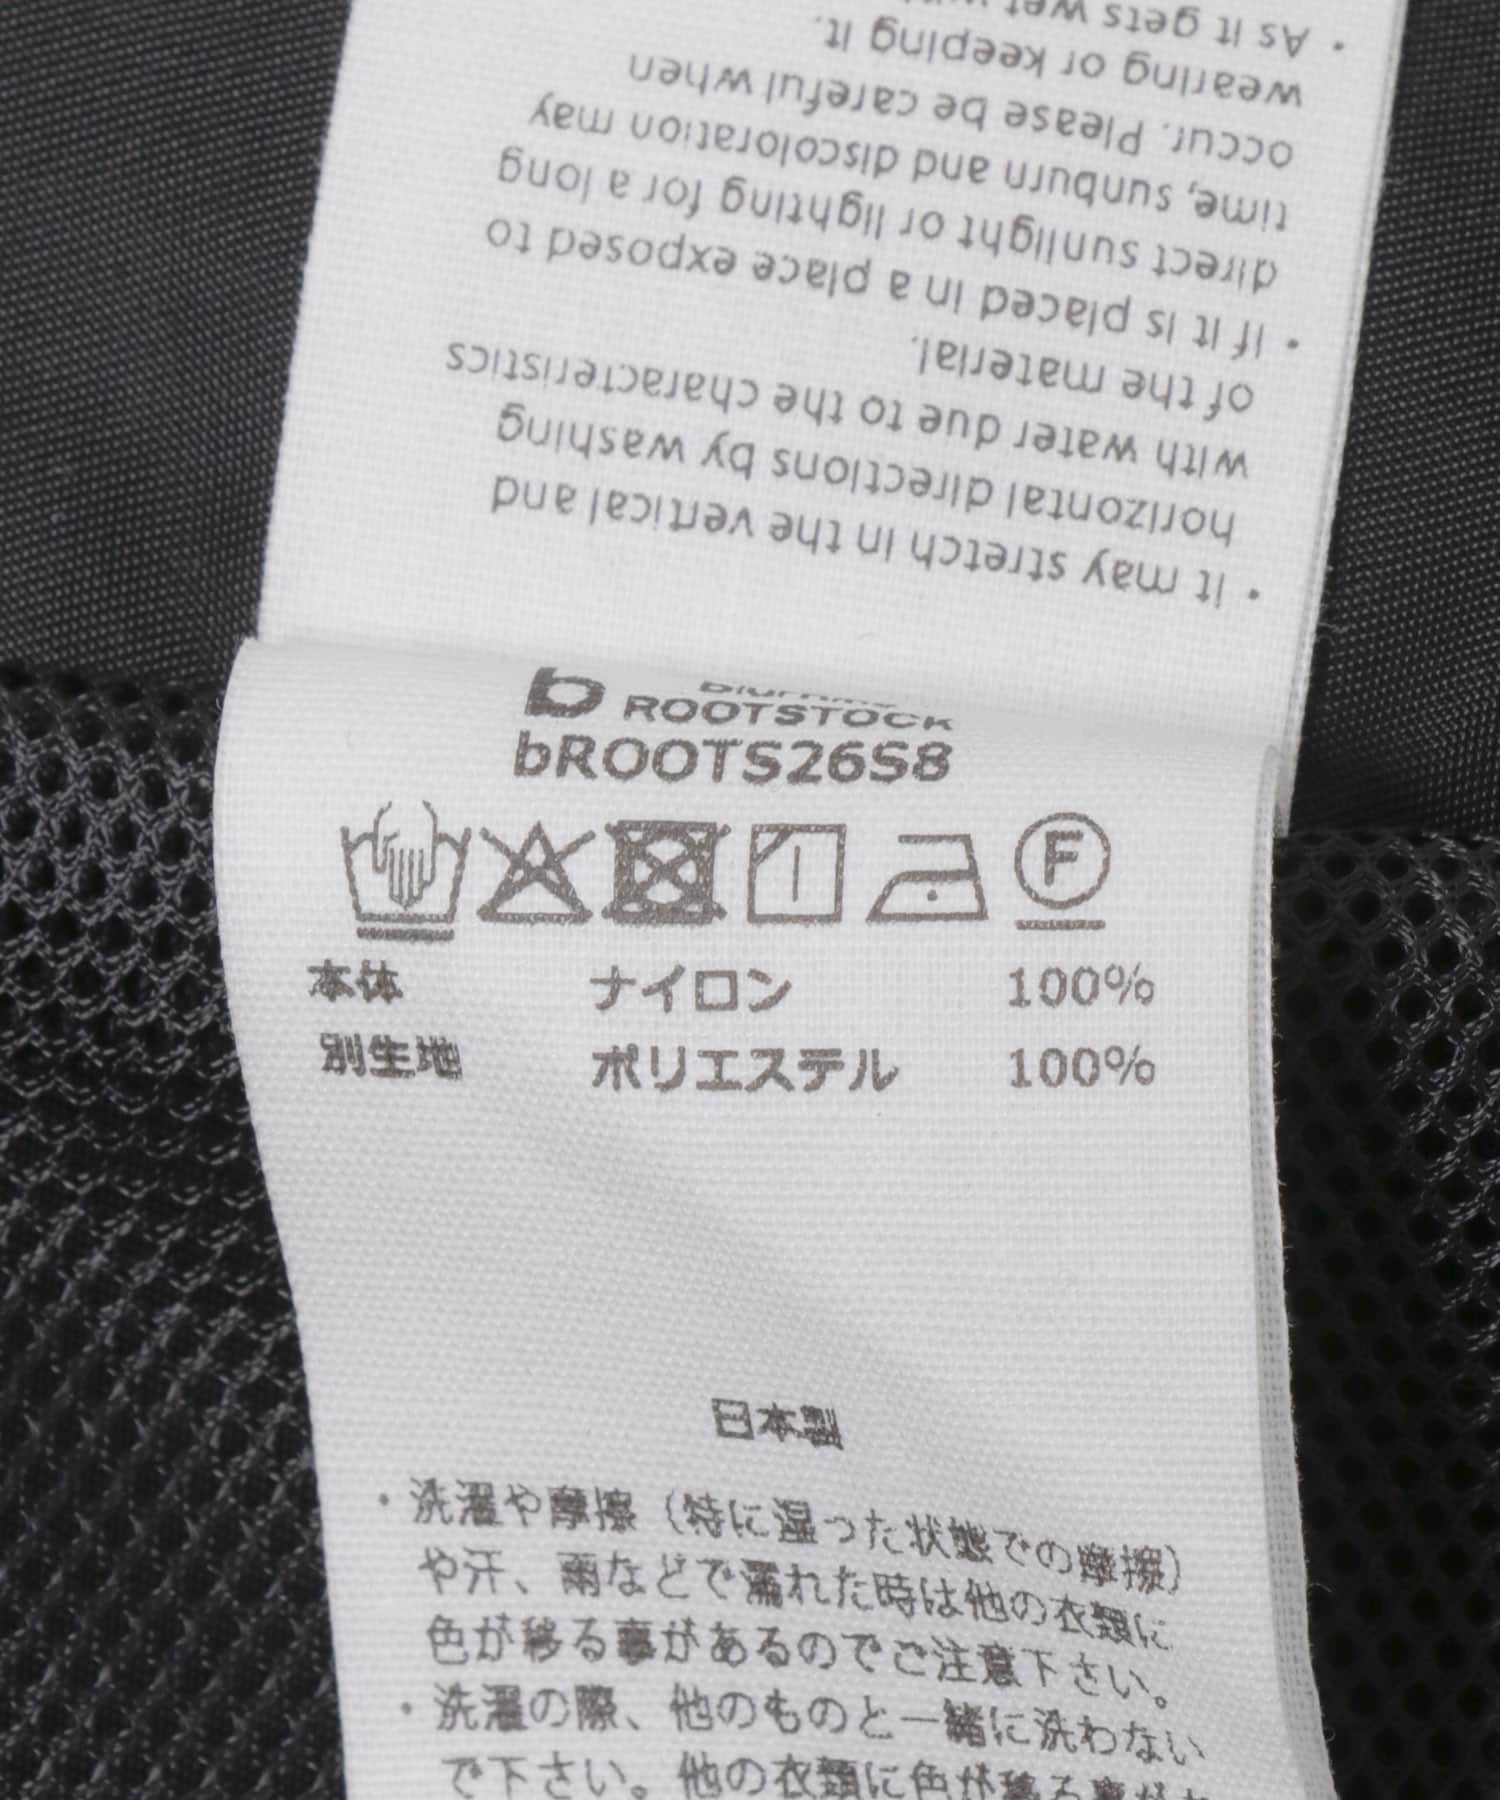 • It may stretch in the vertical and
horizontal directions by washing
with water due to the characteristics
of the material.
• If it is placed in a place exposed to
direct sunlight or lighting for a long
time, sunburn and discoloration may
occur. Please be careful when
wearing or keeping it.
• As it gets wet
b
ROOTSTOCK
bROOTS26S8
F
本体 ナイロン 100%
別生地 ポリエステル 100%
日本製
・洗濯や摩擦（特に湿った状態での摩擦）
や汗、雨などで濡れた時は他の衣類に
色が移る事があるのでご注意下さい。
・洗濯の際、他のものと一緒に洗わない
で下さい。他の衣類に色が移る事が